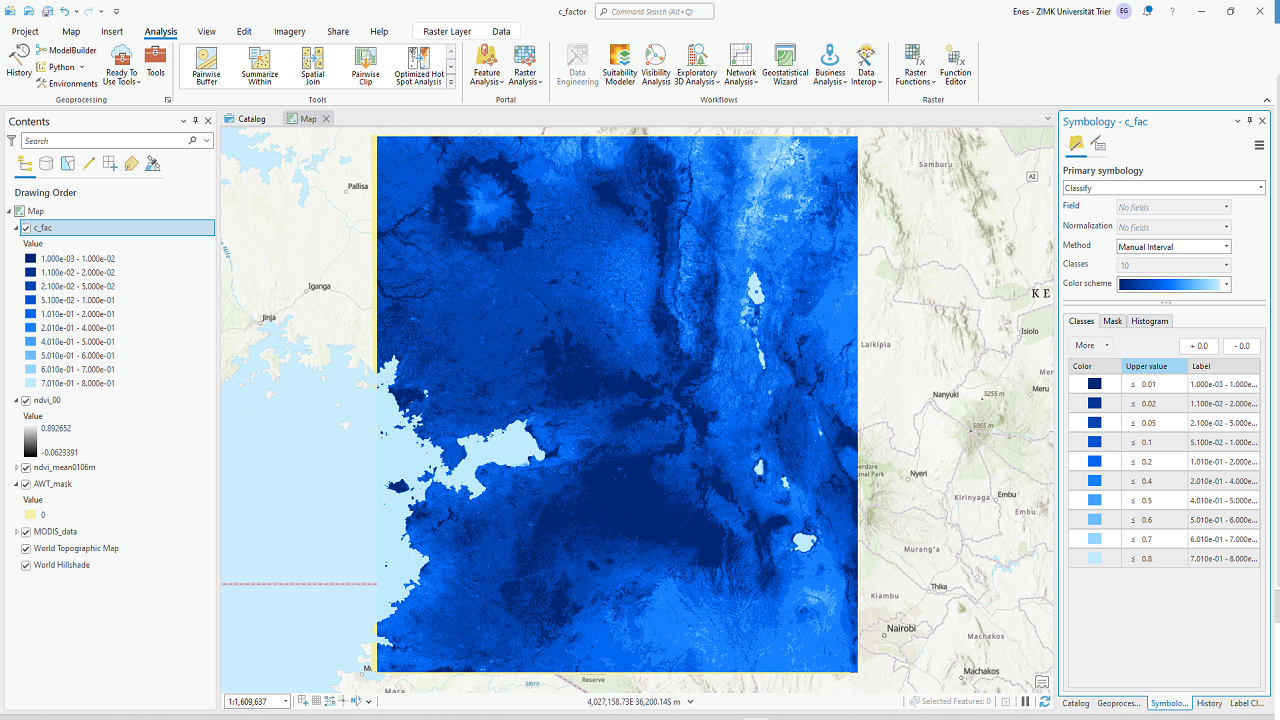 c_factor
Command Search (Alt+Q)
Enes - ZIMK Universität Trier
EG
?
Project
Map
Insert
Analysis
View
Edit
Imagery
Share
Help
Raster Layer
Data
History
ModelBuilder
Python
Environments
Ready To Use Tools
Tools
Geoprocessing
Pairwise Buffer
Summarize Within
Spatial Join
Pairwise Clip
Optimized Hot Spot Analysis
Tools
Feature Analysis
Raster Analysis
Portal
Data Engineering
Suitability Modeler
Visibility Analysis
Exploratory 3D Analysis
Network Analysis
Geostatistical Wizard
Business Analysis
Data Interop
Workflows
Raster Functions
Function Editor
Raster
Contents
Search
Drawing Order
Map
c_fac
Value
1.000e-03 - 1.000e-02
1.100e-02 - 2.000e-02
2.100e-02 - 5.000e-02
5.100e-02 - 1.000e-01
1.010e-01 - 2.000e-01
2.010e-01 - 4.000e-01
4.010e-01 - 5.000e-01
5.010e-01 - 6.000e-01
6.010e-01 - 7.000e-01
7.010e-01 - 8.000e-01
ndvi_00
Value
0.892652
-0.0623391
ndvi_mean0106m
AWT_mask
Value
0
MODIS_data
World Topographic Map
World Hillshade
Catalog
Map
Pallisa
Iganga
Jinja
Nile
Samburu
A2
K E
Isiolo
Laikipia
Meru
Nanyuki
3255 m
5065 m
Nyeri
Kirinyaga
Embu
Embu
Murang'a
Thika
Kiambu
Nairobi
Machakos
Machakos
Mara
Mara
Reserve
1:1,609,637
4,027,158.73E 36,200.14S m
Selected Features: 0
Symbology - c_fac
Primary symbology
Classify
Field
No fields
Normalization
No fields
Method
Manual Interval
Classes
10
Color scheme
Classes
Mask
Histogram
More
+ 0.0
- 0.0
Color
Upper value
Label
≤ 0.01
1.000e-03 - 1.000e...
≤ 0.02
1.100e-02 - 2.000e...
≤ 0.05
2.100e-02 - 5.000e...
≤ 0.1
5.100e-02 - 1.000e...
≤ 0.2
1.010e-01 - 2.000e...
≤ 0.4
2.010e-01 - 4.000e...
≤ 0.5
4.010e-01 - 5.000e...
≤ 0.6
5.010e-01 - 6.000e...
≤ 0.7
6.010e-01 - 7.000e...
≤ 0.8
7.010e-01 - 8.000e...
Catalog
Geoproces...
Symbolo...
History
Label Cl...